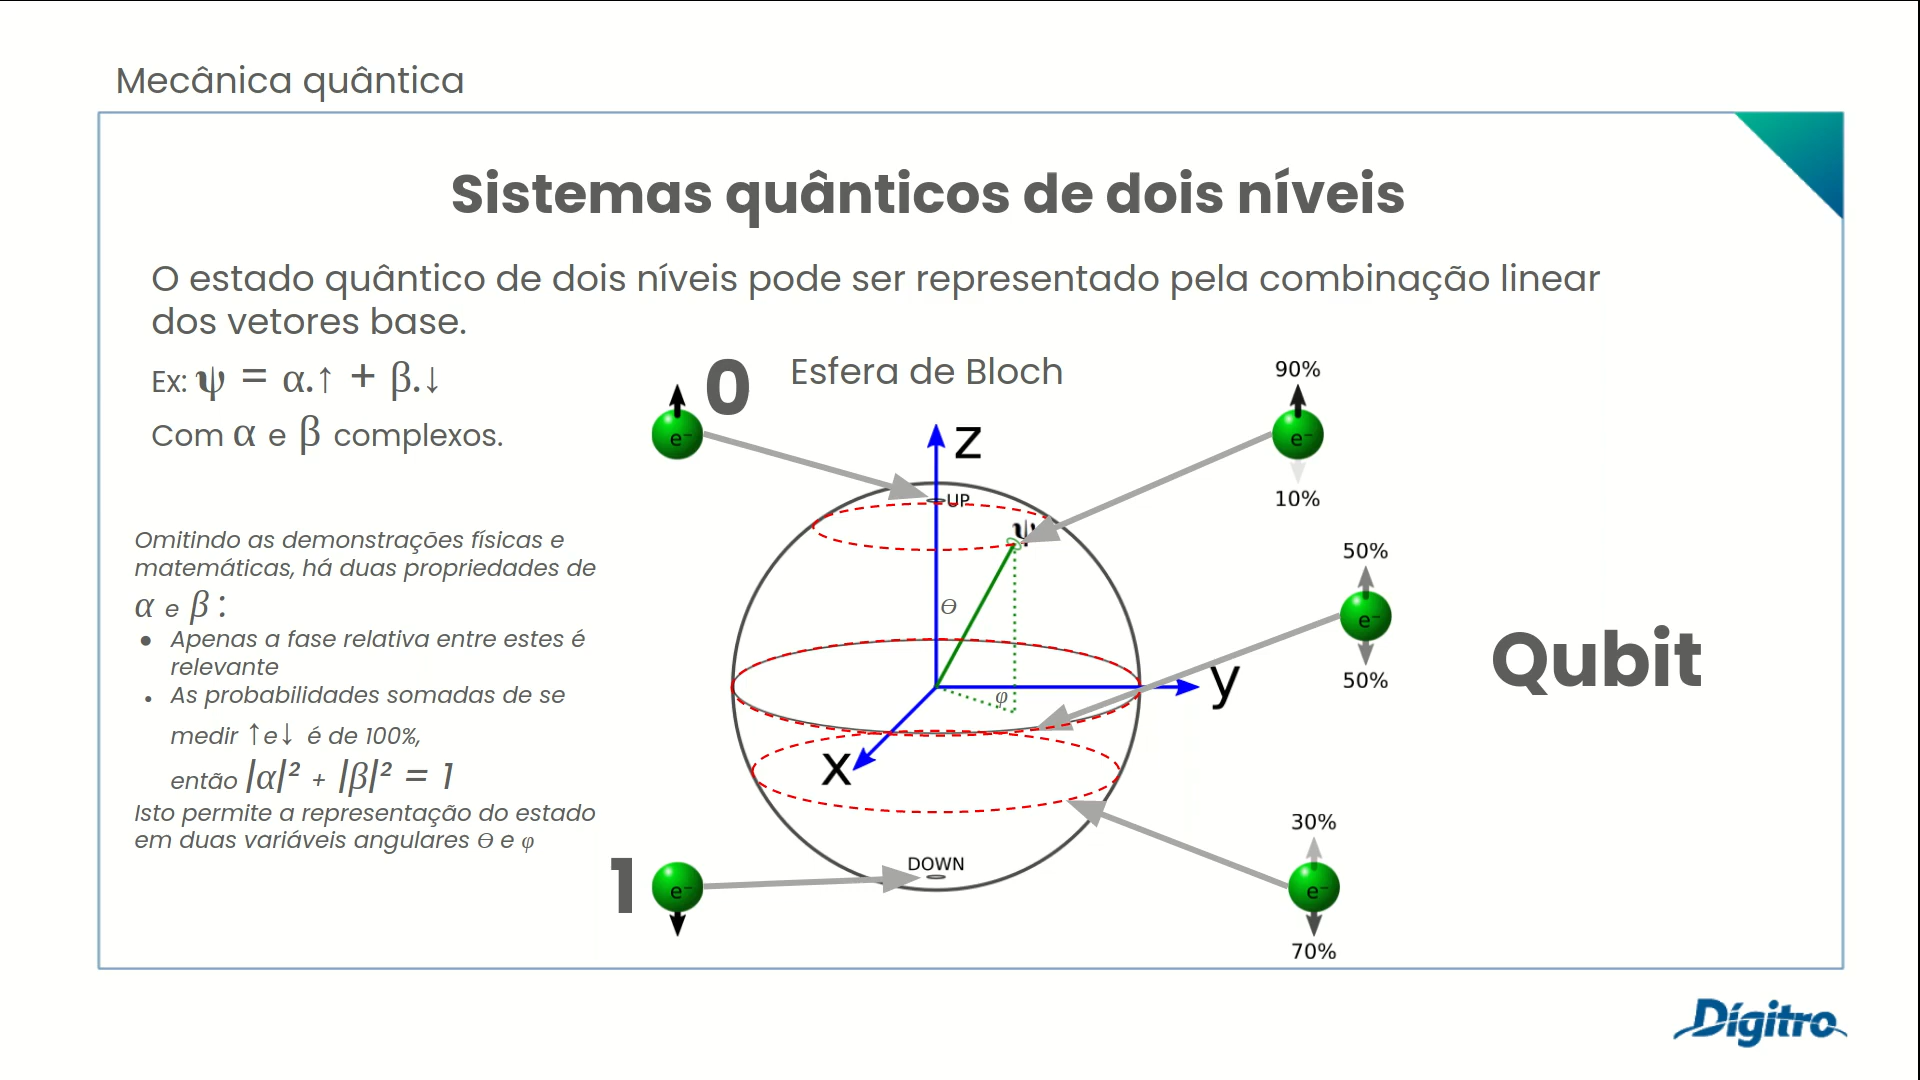 Mecânica quântica
Sistemas quânticos de dois níveis
O estado quântico de dois níveis pode ser representado pela combinação linear
dos vetores base.
Ex: ψ = α.↑ + β.↓
Com α e β complexos.
Omitindo as demonstrações físicas e
matemáticas, há duas propriedades de
α e β :
● Apenas a fase relativa entre estes é
relevante
● As probabilidades somadas de se
medir ↑e↓ é de 100%,
então |α|² + |β|² = 1
Isto permite a representação do estado
em duas variáveis angulares ϴ e φ
0
Esfera de Bloch
e⁻
z
UP
ψ
ϴ
φ
y
x
DOWN
1
e⁻
90%
e⁻
10%
50%
e⁻
50%
30%
e⁻
70%
Qubit
Dígitro